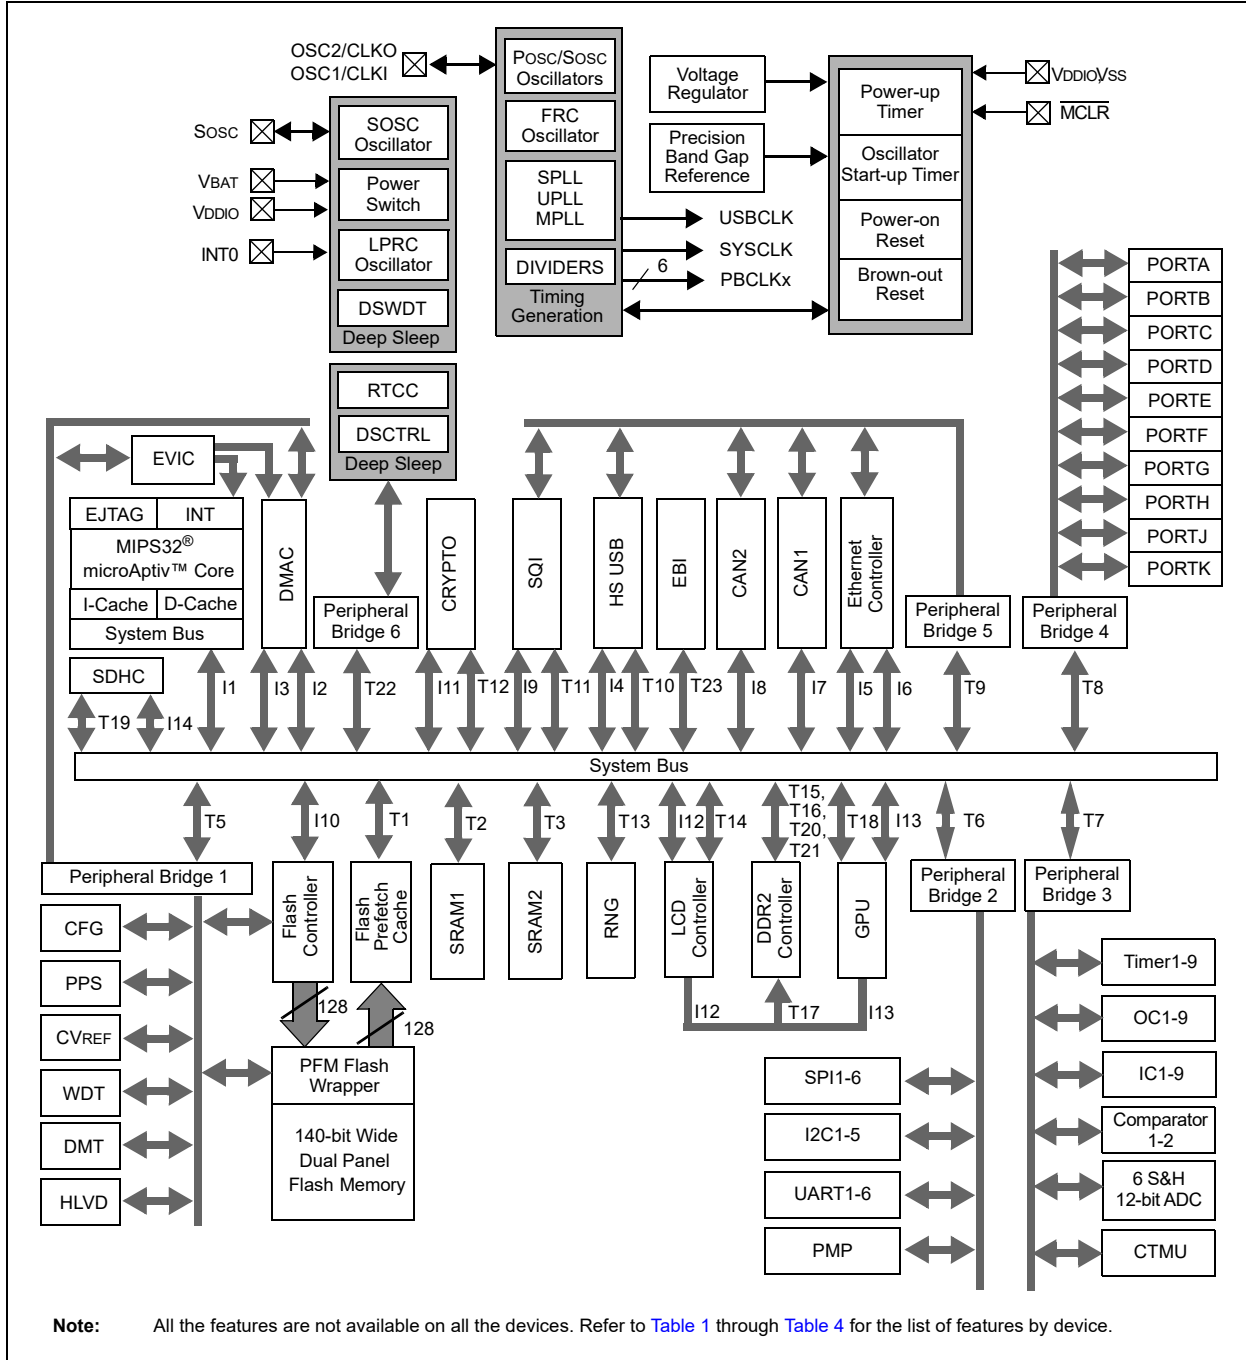 OSC2/CLKO
OSC1/CLKI
POSC/SOSC
Oscillators
FRC
Oscillator
SPLL
UPLL
MPLL
DIVIDERS
Timing
Generation
Voltage
Regulator
Precision
Band Gap
Reference
USBCLK
SYSCLK
6
PBCLKx
Power-up
Timer
Oscillator
Start-up Timer
Power-on
Reset
Brown-out
Reset
VDDIO,VSS
MCLR
SOSC
VBAT
VDDIO
INT0
SOSC
Oscillator
Power
Switch
LPRC
Oscillator
DSWDT
Deep Sleep
RTCC
DSCTRL
Deep Sleep
PORTA
PORTB
PORTC
PORTD
PORTE
PORTF
PORTG
PORTH
PORTJ
PORTK
EVIC
EJTAG
INT
MIPS32®
microAptiv™ Core
I-Cache
D-Cache
System Bus
DMAC
Peripheral
Bridge 6
CRYPTO
SQI
HS USB
EBI
CAN2
CAN1
Ethernet
Controller
Peripheral
Bridge 5
Peripheral
Bridge 4
SDHC
T19
I14
I1
I3
I2
T22
I11
T12
I9
T11
I4
T10
T23
I8
I7
I5
I6
T9
T8
System Bus
T5
I10
T1
T2
T3
T13
I12
T14
T15,
T16,
T20,
T21
T18
I13
T6
T7
Peripheral Bridge 1
Flash
Controller
Flash
Prefetch
Cache
SRAM1
SRAM2
RNG
LCD
Controller
DDR2
Controller
GPU
Peripheral
Bridge 2
Peripheral
Bridge 3
CFG
PPS
CVREF
WDT
DMT
HLVD
128
128
I12
T17
I13
PFM Flash
Wrapper
140-bit Wide
Dual Panel
Flash Memory
SPI1-6
I2C1-5
UART1-6
PMP
Timer1-9
OC1-9
IC1-9
Comparator
1-2
6 S&H
12-bit ADC
CTMU
Note: All the features are not available on all the devices. Refer to Table 1 through Table 4 for the list of features by device.